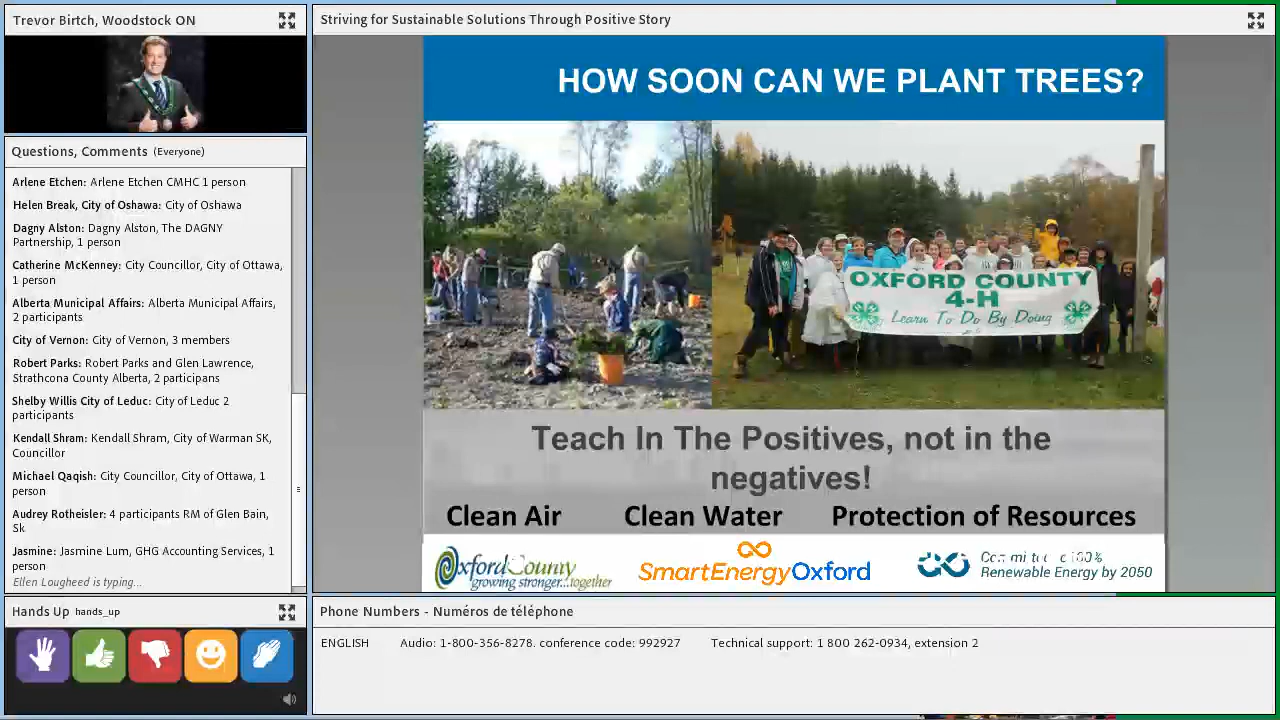 Trevor Birtch, Woodstock ON
Questions, Comments (Everyone)
Arlene Etchen: Arlene Etchen CMHC 1 person
Helen Break, City of Oshawa: City of Oshawa
Dagny Alston: Dagny Alston, The DAGNY
Partnership, 1 person
Catherine McKenney: City Councillor, City of Ottawa,
1 person
Alberta Municipal Affairs: Alberta Municipal Affairs,
2 participants
City of Vernon: City of Vernon, 3 members
Robert Parks: Robert Parks and Glen Lawrence,
Strathcona County Alberta, 2 particpans
Shelby Willis City of Leduc: City of Leduc 2
participants
Kendall Shram: Kendall Shram, City of Warman SK,
Councillor
Michael Qaqish: City Councillor, City of Ottawa, 1
person
Audrey Rotheisler: 4 participants RM of Glen Bain,
Sk
Jasmine: Jasmine Lum, GHG Accounting Services, 1
person
Ellen Lougheed is typing...
Hands Up hands_up
Striving for Sustainable Solutions Through Positive Story
HOW SOON CAN WE PLANT TREES?
OXFORD COUNTY
4-H
Learn To Do By Doing
Teach In The Positives, not in the
negatives!
Clean Air Clean Water Protection of Resources
OxfordCounty
growing stronger...together
SmartEnergyOxford
100%
Renewable Energy by 2050
Phone Numbers - Numéros de téléphone
ENGLISH Audio: 1-800-356-8278. conference code: 992927 Technical support: 1 800 262-0934, extension 2